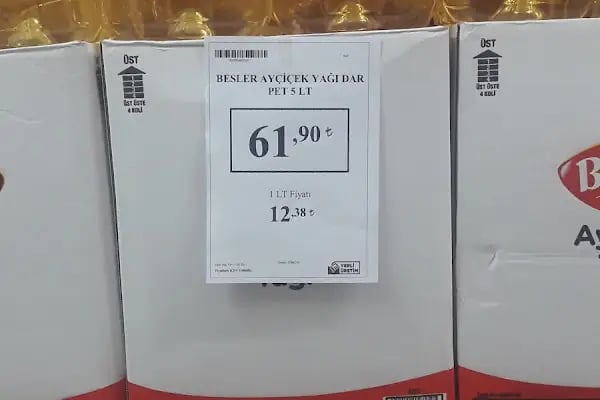 ÜST
ÜST ÜSTE
4 KOLİ
BESLER AYÇİÇEK YAĞI DAR
PET 5 LT
61,90 ₺
1 LT Fiyatı
12,38 ₺
YERLİ
ÜRETİM
ÜST
ÜST ÜSTE
4 KOLİ
B
Ay